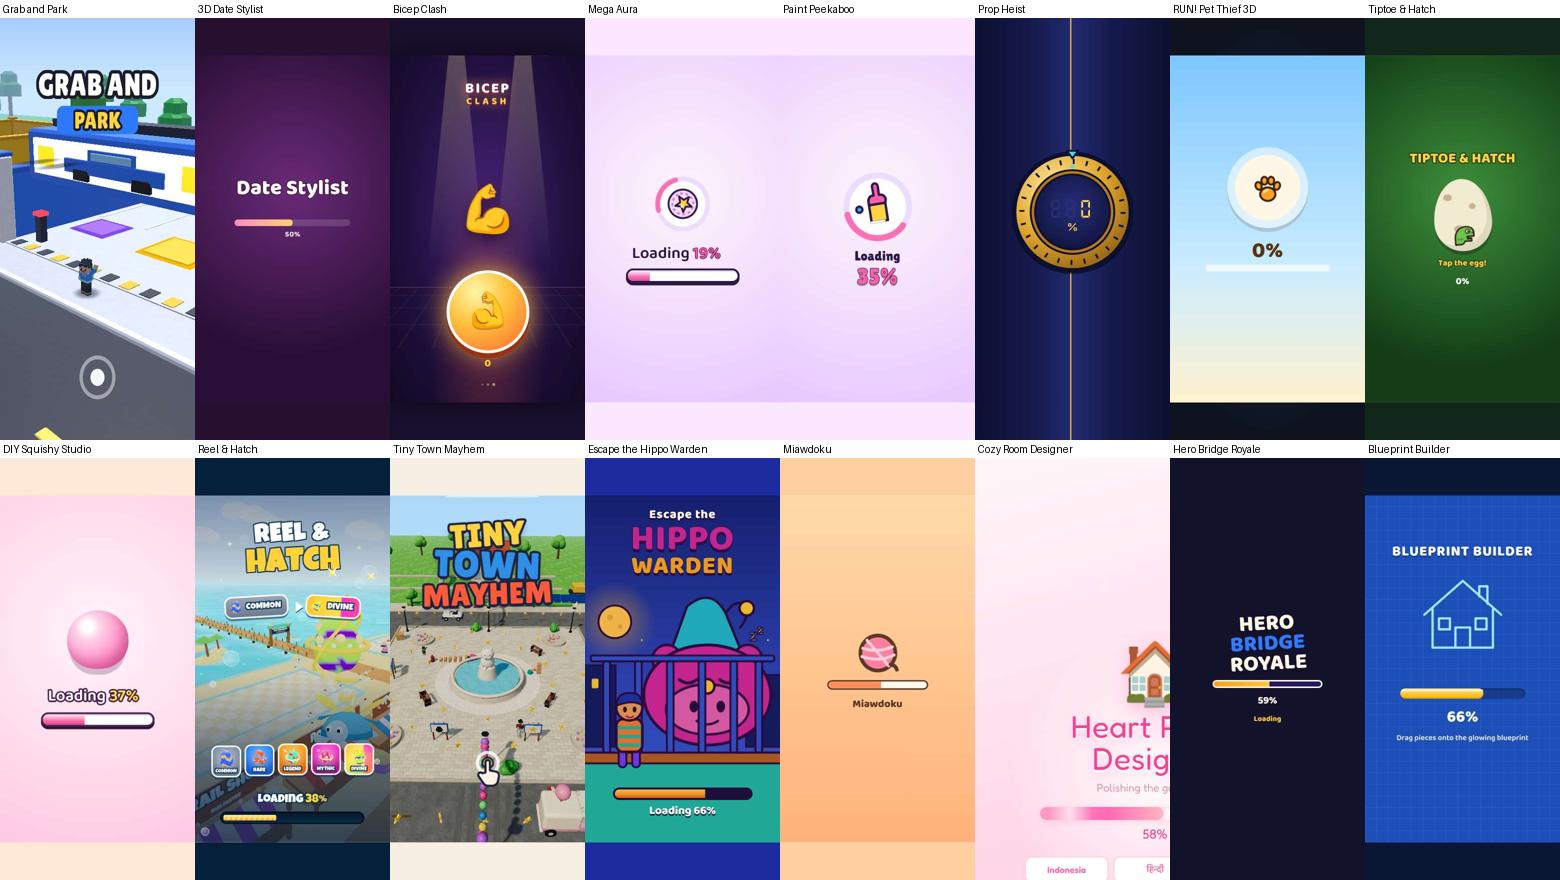 Grab and Park
3D Date Stylist
Bicep Clash
Mega Aura
Paint Peekaboo
Prop Heist
RUN! Pet Thief 3D
Tiptoe & Hatch
GRAB AND
PARK
Date Stylist
50%
BICEP
CLASH
0
Loading 19%
Loading
35%
0
%
0%
TIPTOE & HATCH
Tap the egg!
0%
DIY Squishy Studio
Reel & Hatch
Tiny Town Mayhem
Escape the Hippo Warden
Miawdoku
Cozy Room Designer
Hero Bridge Royale
Blueprint Builder
Loading 37%
REEL &
HATCH
COMMON
DIVINE
COMMON
RARE
LEGEND
MYTHIC
DIVINE
LOADING 38%
TINY
TOWN
MAYHEM
Escape the
HIPPO
WARDEN
Loading 66%
Miawdoku
Heart R
Desig
Polishing the g
58%
Indonesia
हिन्दी
HERO
BRIDGE
ROYALE
59%
Loading
BLUEPRINT BUILDER
66%
Drag pieces onto the glowing blueprint